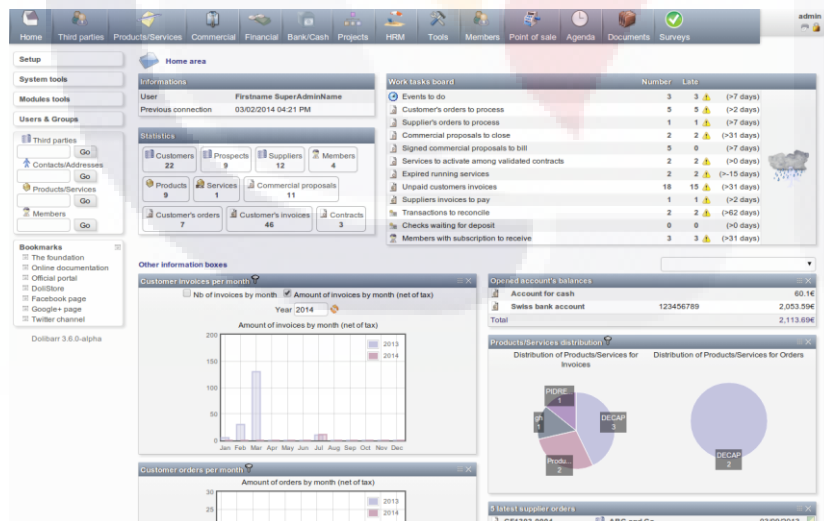 admin
Home Third parties Products/Services Commercial Financial Bank/Cash Projects HRM Tools Members Point of sale Agenda Documents Surveys
Setup
System tools
Modules tools
Users & Groups
Third parties
Go
Contacts/Addresses
Go
Products/Services
Go
Members
Go
Bookmarks
The foundation
Online documentation
Official portal
DoliStore
Facebook page
Google+ page
Twitter channel
Dolibarr 3.6.0-alpha
Home area
Informations
User Firstname SuperAdminName
Previous connection 03/02/2014 04:21 PM
Statistics
Customers 22
Prospects 9
Suppliers 12
Members 4
Products 9
Services 1
Commercial proposals 11
Customer's orders 7
Customer's invoices 46
Contracts 3
Work tasks board Number Late
Events to do 3 3 (>7 days)
Customer's orders to process 5 5 (>2 days)
Supplier's orders to process 1 1 (>7 days)
Commercial proposals to close 2 2 (>31 days)
Signed commercial proposals to bill 5 0 (>7 days)
Services to activate among validated contracts 2 2 (>0 days)
Expired running services 2 2 (>-15 days)
Unpaid customers invoices 18 15 (>31 days)
Suppliers invoices to pay 1 1 (>2 days)
Transactions to reconcile 2 2 (>62 days)
Checks waiting for deposit 0 0 (>0 days)
Members with subscription to receive 3 3 (>31 days)
Other information boxes
Customer invoices per month
Nb of invoices by month Amount of invoices by month (net of tax)
Year 2014
Amount of invoices by month (net of tax)
200
150
100
50
0
2013
2014
Jan Feb Mar Apr May Jun Jul Aug Sep Oct Nov Dec
Customer orders per month
Amount of orders by month (net of tax)
30
25
2013
2014
Opened account's balances
Account for cash 60.1€
Swiss bank account 123456789 2,053.59€
Total 2,113.69€
Products/Services distribution
Distribution of Products/Services for Invoices
PIDRE...
1
DECAP
3
gh
1
Produ...
2
Distribution of Products/Services for Orders
DECAP
2
5 latest supplier orders